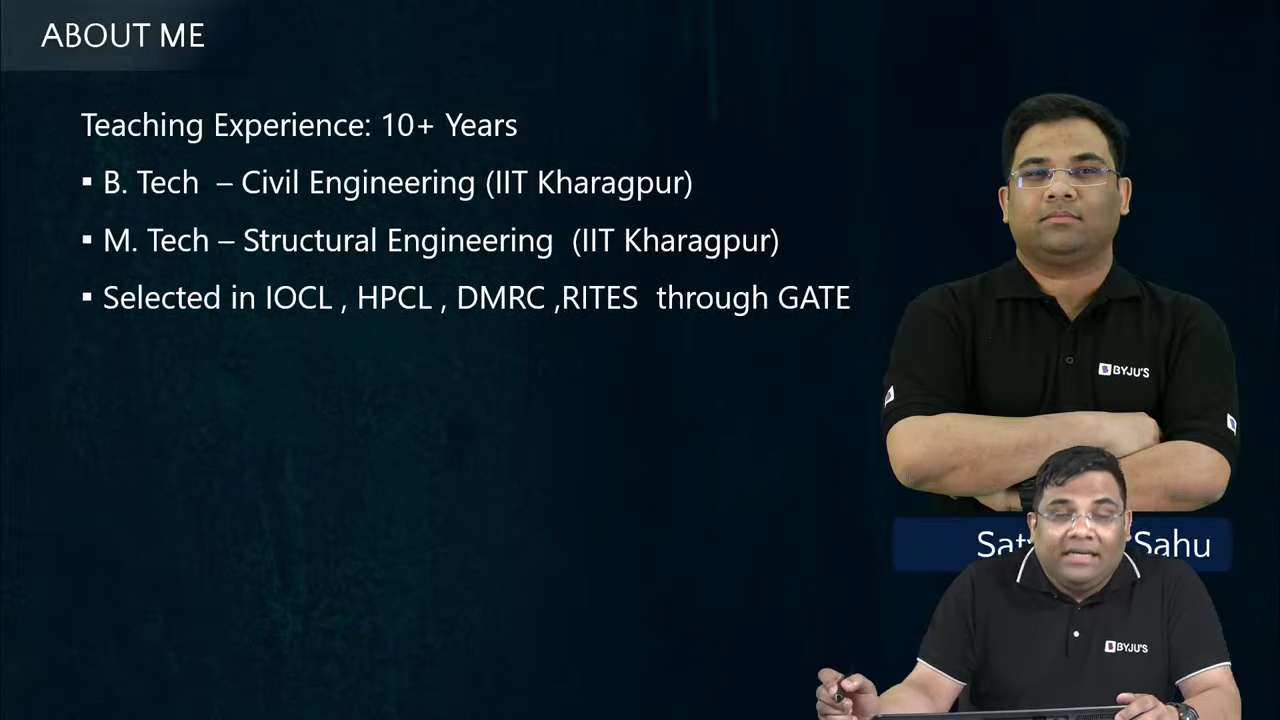 ABOUT ME
Teaching Experience: 10+ Years
▪ B. Tech – Civil Engineering (IIT Kharagpur)
▪ M. Tech – Structural Engineering (IIT Kharagpur)
▪ Selected in IOCL , HPCL , DMRC ,RITES through GATE
BYJU'S
Sahu
BYJU'S